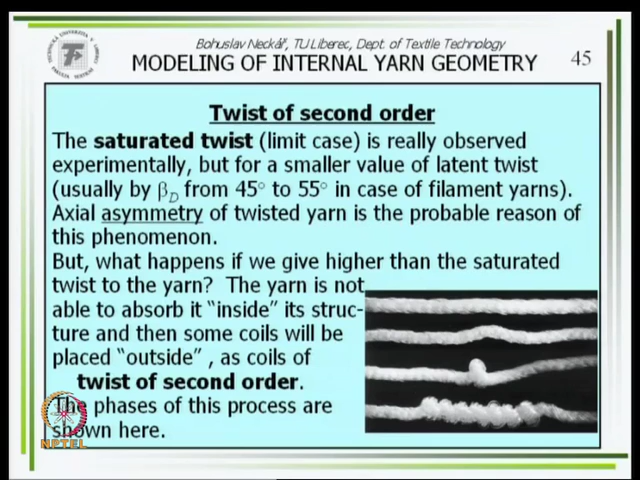 Bohuslav Neckář, TU Liberec, Dept. of Textile Technology
MODELING OF INTERNAL YARN GEOMETRY 45
Twist of second order
The saturated twist (limit case) is really observed
experimentally, but for a smaller value of latent twist
(usually by β_D from 45° to 55° in case of filament yarns).
Axial asymmetry of twisted yarn is the probable reason of
this phenomenon.
But, what happens if we give higher than the saturated
twist to the yarn? The yarn is not
able to absorb it "inside" its struc-
ture and then some coils will be
placed "outside" , as coils of
twist of second order.
The phases of this process are
shown here.
NPTEL